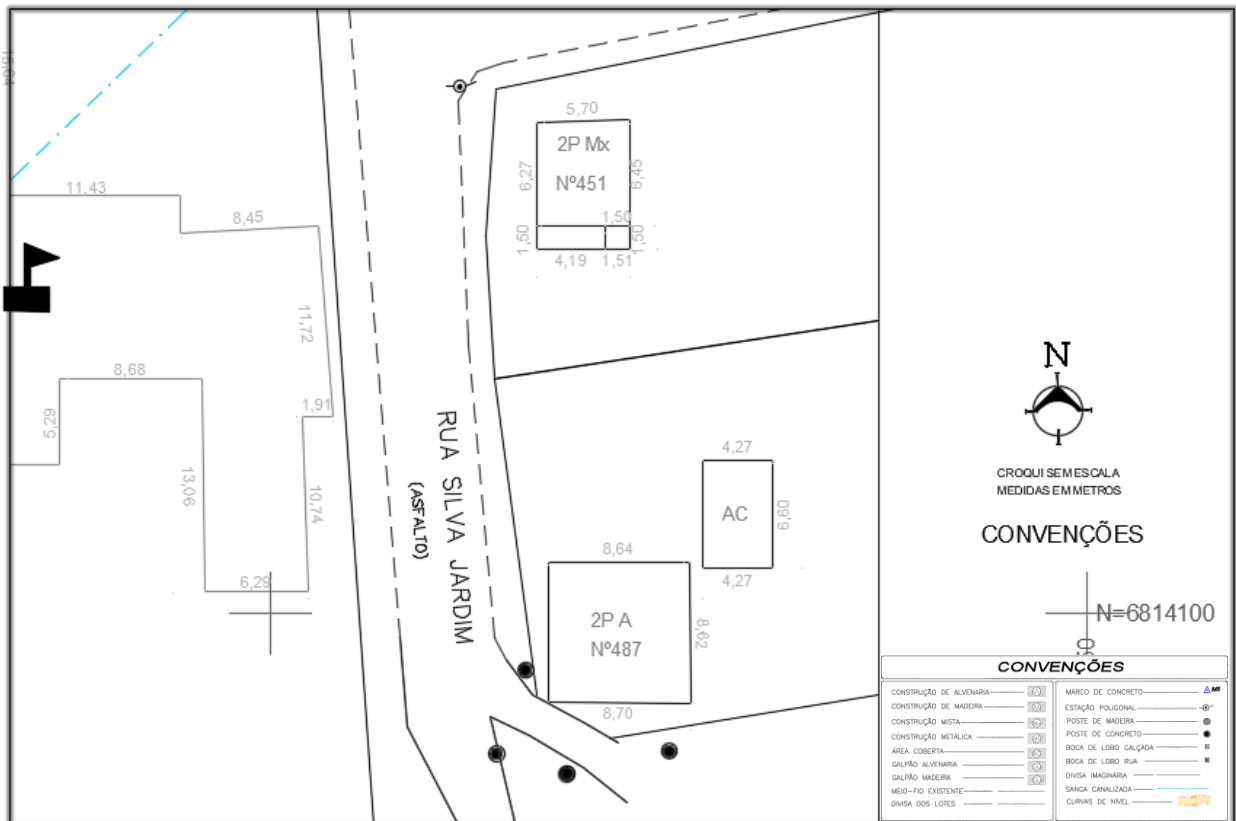 15,04
11,43
8,45
11,72
8,68
1,91
5,29
13,06
10,74
6,29
RUA SILVA JARDIM
(ASFALTO)
5,70
2P Mx
Nº451
6,27
6,45
1,50
1,50
1,50
4,19
1,51
4,27
AC
6,60
4,27
8,64
2P A
Nº487
8,62
8,70
N
CROQUI SEM ESCALA
MEDIDAS EM METROS
CONVENÇÕES
N=6814100
CONVENÇÕES
CONSTRUÇÃO DE ALVENARIA
CONSTRUÇÃO DE MADEIRA
CONSTRUÇÃO MISTA
CONSTRUÇÃO METÁLICA
ÁREA COBERTA
GALPÃO ALVENARIA
GALPÃO MADEIRA
MEIO-FIO EXISTENTE
DIVISA DOS LOTES
MARCO DE CONCRETO
ESTAÇÃO POLIGONAL
POSTE DE MADEIRA
POSTE DE CONCRETO
BOCA DE LOBO CALÇADA
BOCA DE LOBO RUA
DIVISA IMAGINÁRIA
SANGA CANALIZADA
CURVAS DE NÍVEL